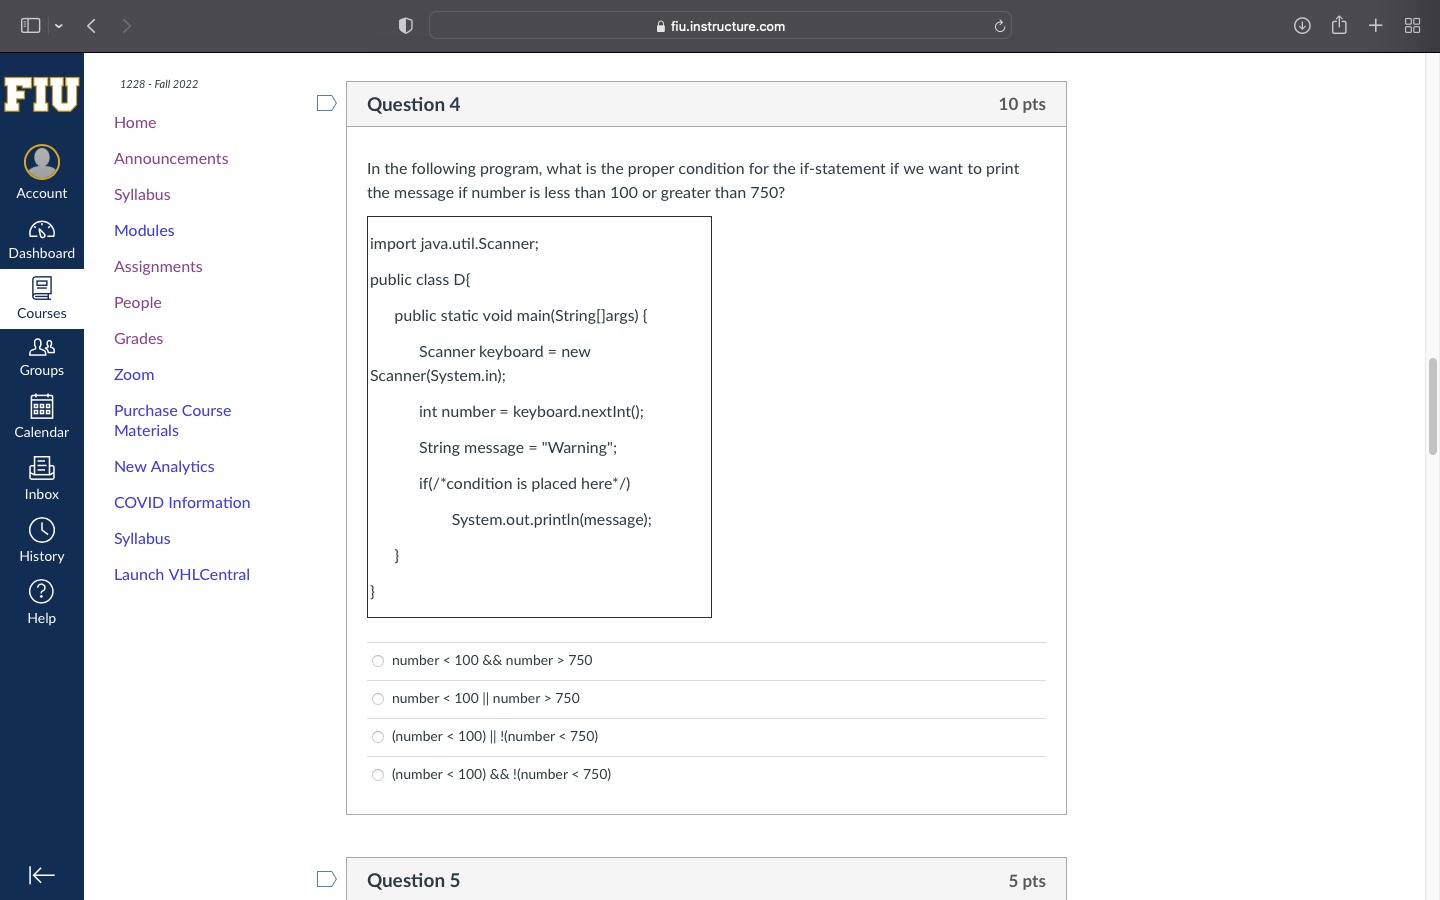 fiu.instructure.com
FIU
Account
Dashboard
Courses
Groups
Calendar
Inbox
History
Help
1228 - Fall 2022
Home
Announcements
Syllabus
Modules
Assignments
People
Grades
Zoom
Purchase Course
Materials
New Analytics
COVID Information
Syllabus
Launch VHLCentral
Question 4 10 pts
In the following program, what is the proper condition for the if-statement if we want to print
the message if number is less than 100 or greater than 750?
import java.util.Scanner;
public class D{
public static void main(String[]args) {
Scanner keyboard = new
Scanner(System.in);
int number = keyboard.nextInt();
String message = "Warning";
if(/*condition is placed here*/)
System.out.println(message);
}
}
number < 100 && number > 750
number < 100 || number > 750
(number < 100) || !(number < 750)
(number < 100) && !(number < 750)
Question 5 5 pts